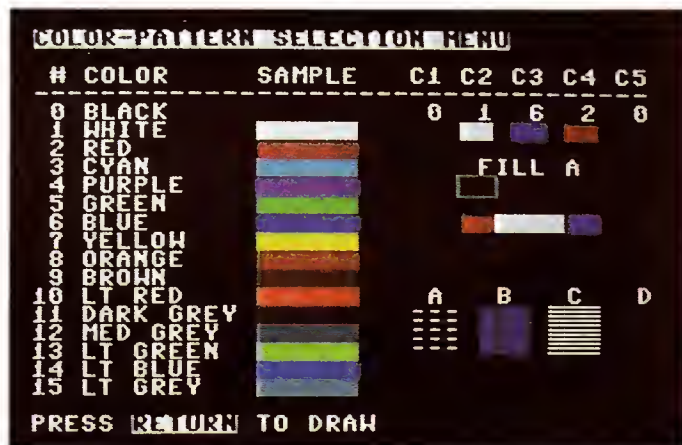 COLOR-PATTERN SELECTION MENU
# COLOR SAMPLE C1 C2 C3 C4 C5
0 BLACK 0 1 6 2 0
1 WHITE
2 RED
3 CYAN FILL A
4 PURPLE
5 GREEN
6 BLUE
7 YELLOW
8 ORANGE
9 BROWN
10 LT RED A B C D
11 DARK GREY
12 MED GREY
13 LT GREEN
14 LT BLUE
15 LT GREY
PRESS RETURN TO DRAW